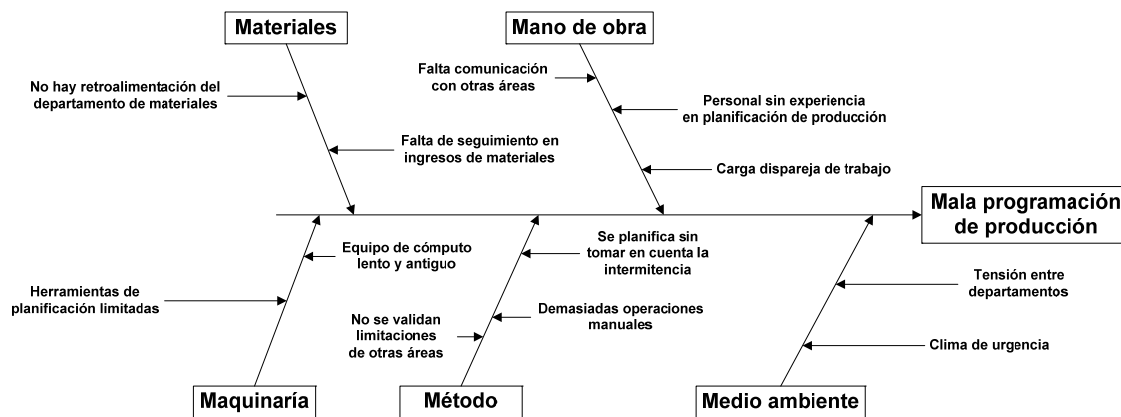 Materiales
Mano de obra
No hay retroalimentación del
departamento de materiales
Falta de seguimiento en
ingresos de materiales
Falta comunicación
con otras áreas
Personal sin experiencia
en planificación de producción
Carga dispareja de trabajo
Mala programación
de producción
Equipo de cómputo
lento y antiguo
Herramientas de
planificación limitadas
Se planifica sin
tomar en cuenta la
intermitencia
Demasiadas operaciones
manuales
No se validan
limitaciones
de otras áreas
Tensión entre
departamentos
Clima de urgencia
Maquinaría
Método
Medio ambiente